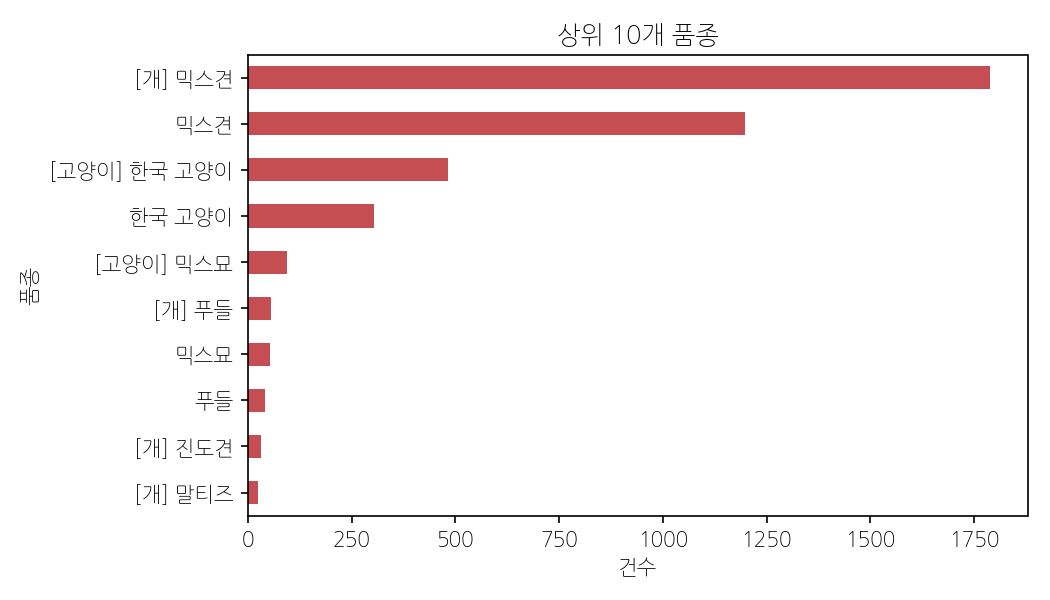 상위 10개 품종
[개] 믹스견
믹스견
[고양이] 한국 고양이
한국 고양이
[고양이] 믹스묘
[개] 푸들
믹스묘
푸들
[개] 진도견
[개] 말티즈
품종
0 250 500 750 1000 1250 1500 1750
건수